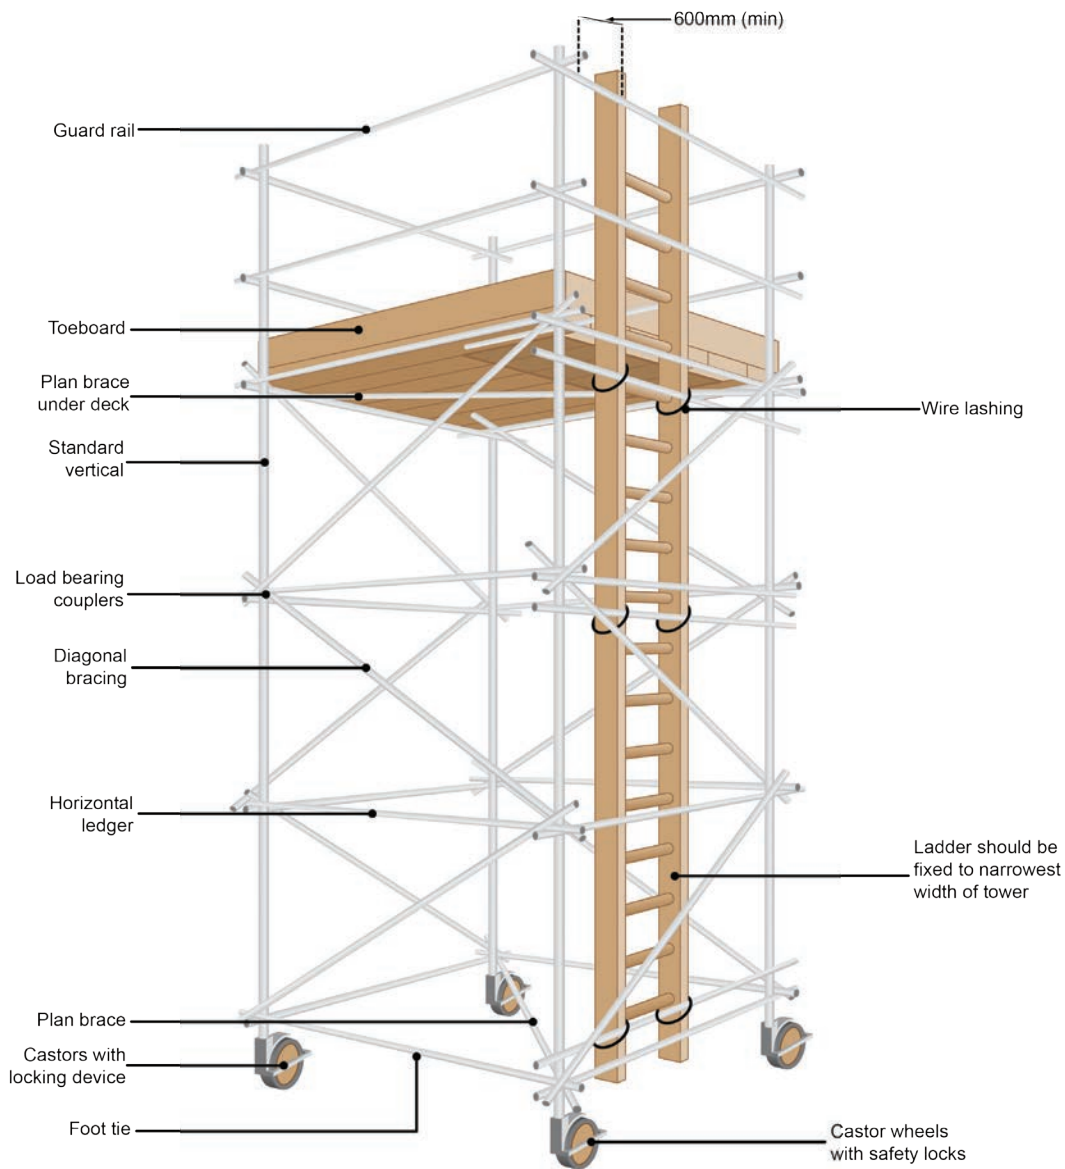 600mm (min)
Guard rail
Toeboard
Plan brace
under deck
Wire lashing
Standard
vertical
Load bearing
couplers
Diagonal
bracing
Horizontal
ledger
Ladder should be
fixed to narrowest
width of tower
Plan brace
Castors with
locking device
Foot tie
Castor wheels
with safety locks